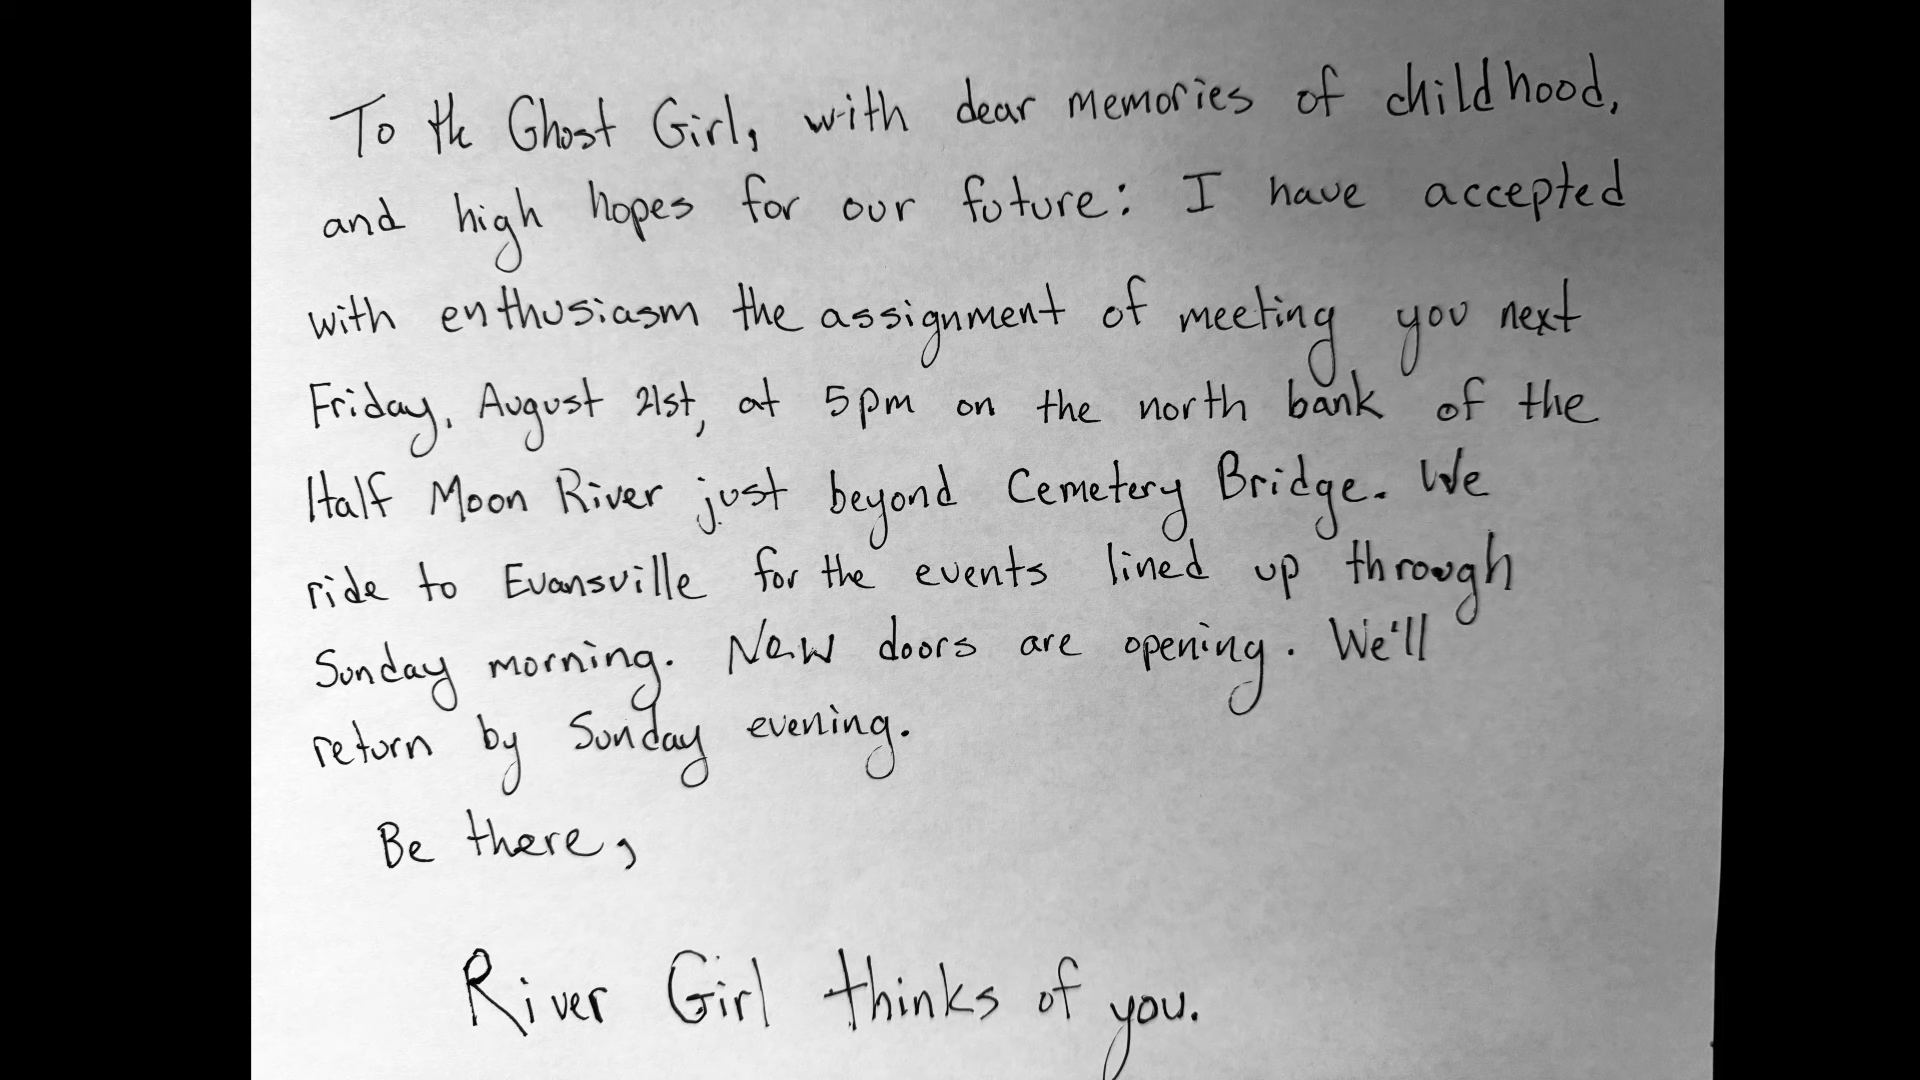 To the Ghost Girl, with dear memories of childhood,
and high hopes for our future: I have accepted
with enthusiasm the assignment of meeting you next
Friday, August 21st, at 5pm on the north bank of the
Half Moon River just beyond Cemetery Bridge. We
ride to Evansville for the events lined up through
Sunday morning. New doors are opening. We'll
return by Sunday evening.
Be there,
River Girl thinks of you.